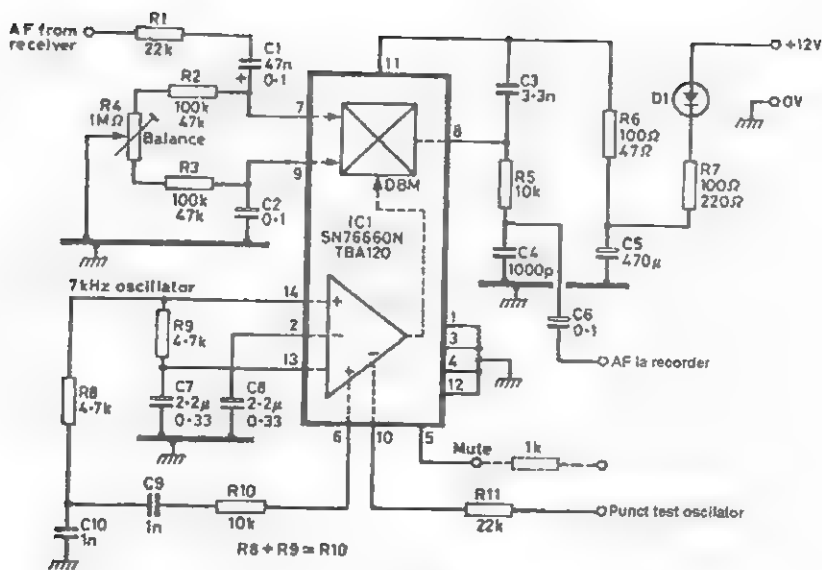 AF from receiver
R1
22k
C1
47n
0·1
+
R2
100k
47k
R4
1MΩ
Balance
R3
100k
47k
C2
0·1
7
9
11
8
DBM
(C)
SN76660N
TBA120
C3
3·3n
R5
10k
C4
1000p
R6
100Ω
47Ω
D1
+12V
0V
R7
100Ω
220Ω
C5
470μ
C6
0·1
AF la recorder
7kHz oscillator
14
2
13
R9
4·7k
R8
4·7k
C7
2·2μ
0·33
C8
2·2μ
0·33
+
−
+
+
−
1
3
4
12
6
10
5
Mute
1k
C9
1n
R10
10k
C10
1n
R11
22k
Punct test oscilator
R8 + R9 ≃ R10